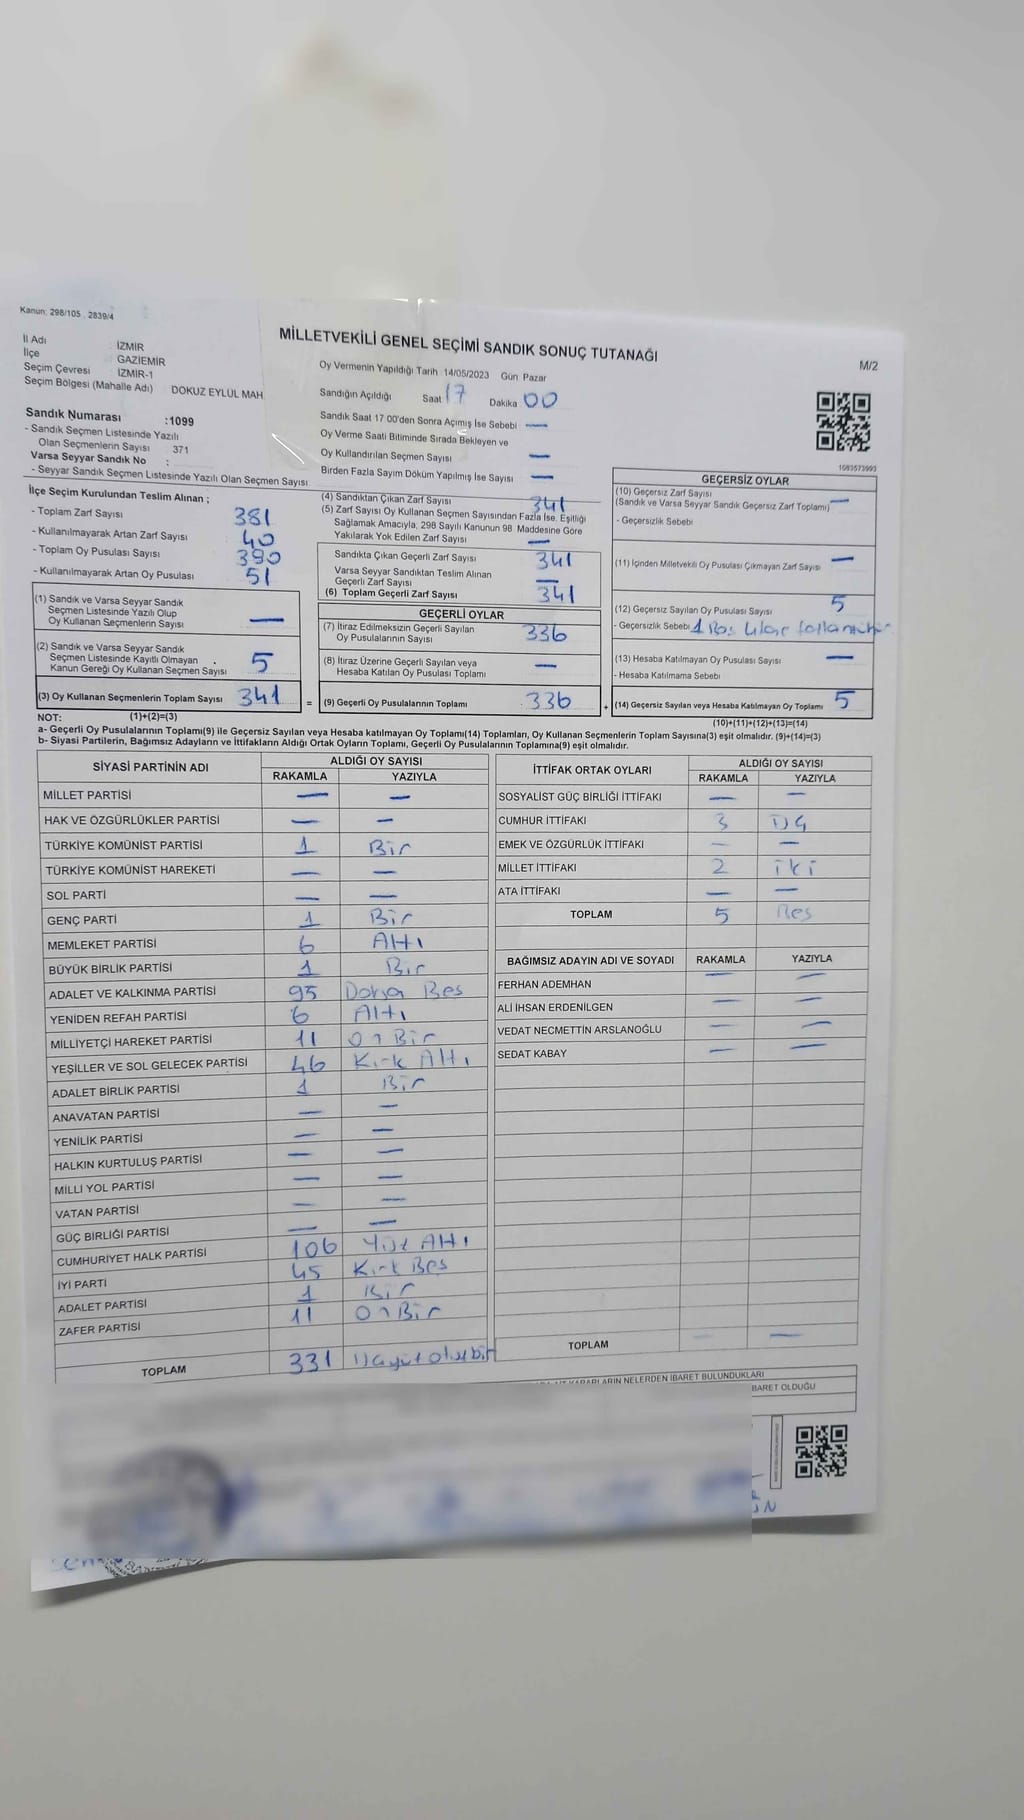 Kanun: 298/105 , 2839/4
MİLLETVEKİLİ GENEL SEÇİMİ SANDIK SONUÇ TUTANAĞI
M/2
İl Adı İZMİR
İlçe GAZİEMİR
Seçim Çevresi İZMİR-1
Seçim Bölgesi (Mahalle Adı) DOKUZ EYLUL MAH.
Sandık Numarası :1099
- Sandık Seçmen Listesinde Yazılı
Olan Seçmenlerin Sayısı 371
Varsa Seyyar Sandık No :
- Seyyar Sandık Seçmen Listesinde Yazılı Olan Seçmen Sayısı
Oy Vermenin Yapıldığı Tarih 14/05/2023 Gün Pazar
Sandığın Açıldığı Saat 17 Dakika 00
Sandık Saat 17 00'den Sonra Açımış İse Sebebi —
Oy Verme Saati Bitiminde Sırada Bekleyen ve
Oy Kullandırılan Seçmen Sayısı —
Birden Fazla Sayım Döküm Yapılmış İse Sayısı —
1083573993
İlçe Seçim Kurulundan Teslim Alınan ;
- Toplam Zarf Sayısı 381
- Kullanılmayarak Artan Zarf Sayısı 40
- Toplam Oy Pusulası Sayısı 390
- Kullanılmayarak Artan Oy Pusulası 51
(1) Sandık ve Varsa Seyyar Sandık
Seçmen Listesinde Yazılı Olup
Oy Kullanan Seçmenlerin Sayısı —
(2) Sandık ve Varsa Seyyar Sandık
Seçmen Listesinde Kayıtlı Olmayan
Kanun Gereği Oy Kullanan Seçmen Sayısı 5
(3) Oy Kullanan Seçmenlerin Toplam Sayısı 341 =
(4) Sandıktan Çıkan Zarf Sayısı 341
(5) Zarf Sayısı Oy Kullanan Seçmen Sayısından Fazla İse, Eşitliği
Sağlamak Amacıyla, 298 Sayılı Kanunun 98 Maddesine Göre
Yakılarak Yok Edilen Zarf Sayısı —
Sandıkta Çıkan Geçerli Zarf Sayısı 341
Varsa Seyyar Sandıktan Teslim Alınan
Geçerli Zarf Sayısı —
(6) Toplam Geçerli Zarf Sayısı 341
GEÇERLİ OYLAR
(7) İtiraz Edilmeksizin Geçerli Sayılan
Oy Pusulalarının Sayısı 336
(8) İtiraz Üzerine Geçerli Sayılan veya
Hesaba Katılan Oy Pusulalarının Toplamı —
(9) Geçerli Oy Pusulalarının Toplamı 336 +
GEÇERSİZ OYLAR
(10) Geçersiz Zarf Sayısı —
(Sandık ve Varsa Seyyar Sandık Geçersiz Zarf Toplamı)
- Geçersizlik Sebebi
(11) İçinden Milletvekili Oy Pusulası Çıkmayan Zarf Sayısı —
(12) Geçersiz Sayılan Oy Pusulası Sayısı 5
- Geçersizlik Sebebi 1 Boş
(13) Hesaba Katılmayan Oy Pusulası Sayısı —
- Hesaba Katılmama Sebebi
(14) Geçersiz Sayılan veya Hesaba Katılmayan Oy Toplamı 5
NOT: (1)+(2)=(3) (10)+(11)+(12)+(13)=(14)
a- Geçerli Oy Pusulalarının Toplamı(9) ile Geçersiz Sayılan veya Hesaba katılmayan Oy Toplamı(14) Toplamları, Oy Kullanan Seçmenlerin Toplam Sayısına(3) eşit olmalıdır. (9)+(14)=(3)
b- Siyasi Partilerin, Bağımsız Adayların ve İttifakların Aldığı Ortak Oyların Toplamı, Geçerli Oy Pusulalarının Toplamına(9) eşit olmalıdır.
SİYASİ PARTİNİN ADI ALDIĞI OY SAYISI
RAKAMLA YAZIYLA
MİLLET PARTİSİ — —
HAK VE ÖZGÜRLÜKLER PARTİSİ — —
TÜRKİYE KOMÜNİST PARTİSİ 1 Bir
TÜRKİYE KOMÜNİST HAREKETİ — —
SOL PARTİ — —
GENÇ PARTİ 1 Bir
MEMLEKET PARTİSİ 6 Altı
BÜYÜK BİRLİK PARTİSİ 1 Bir
ADALET VE KALKINMA PARTİSİ 95 Beş
YENİDEN REFAH PARTİSİ 6 Altı
MİLLİYETÇİ HAREKET PARTİSİ 11 On Bir
YEŞİLLER VE SOL GELECEK PARTİSİ 46 Kırk Altı
ADALET BİRLİK PARTİSİ 1 Bir
ANAVATAN PARTİSİ — —
YENİLİK PARTİSİ — —
HALKIN KURTULUŞ PARTİSİ — —
MİLLİ YOL PARTİSİ — —
VATAN PARTİSİ — —
GÜÇ BİRLİĞİ PARTİSİ — —
CUMHURİYET HALK PARTİSİ 106 Yüz Altı
İYİ PARTİ 45 Kırk Beş
ADALET PARTİSİ 1 Bir
ZAFER PARTİSİ 11 On Bir
TOPLAM 331
İTTİFAK ORTAK OYLARI ALDIĞI OY SAYISI
RAKAMLA YAZIYLA
SOSYALİST GÜÇ BİRLİĞİ İTTİFAKI — —
CUMHUR İTTİFAKI 3 Üç
EMEK VE ÖZGÜRLÜK İTTİFAKI — —
MİLLET İTTİFAKI 2 iki
ATA İTTİFAKI — —
TOPLAM 5 Beş
BAĞIMSIZ ADAYIN ADI VE SOYADI RAKAMLA YAZIYLA
FERHAN ADEMHAN — —
ALİ İHSAN ERDENİLGEN — —
VEDAT NECMETTİN ARSLANOĞLU — —
SEDAT KABAY — —
TOPLAM — —
NELERDEN İBARET BULUNDUKLARI
BARET OLDUĞU